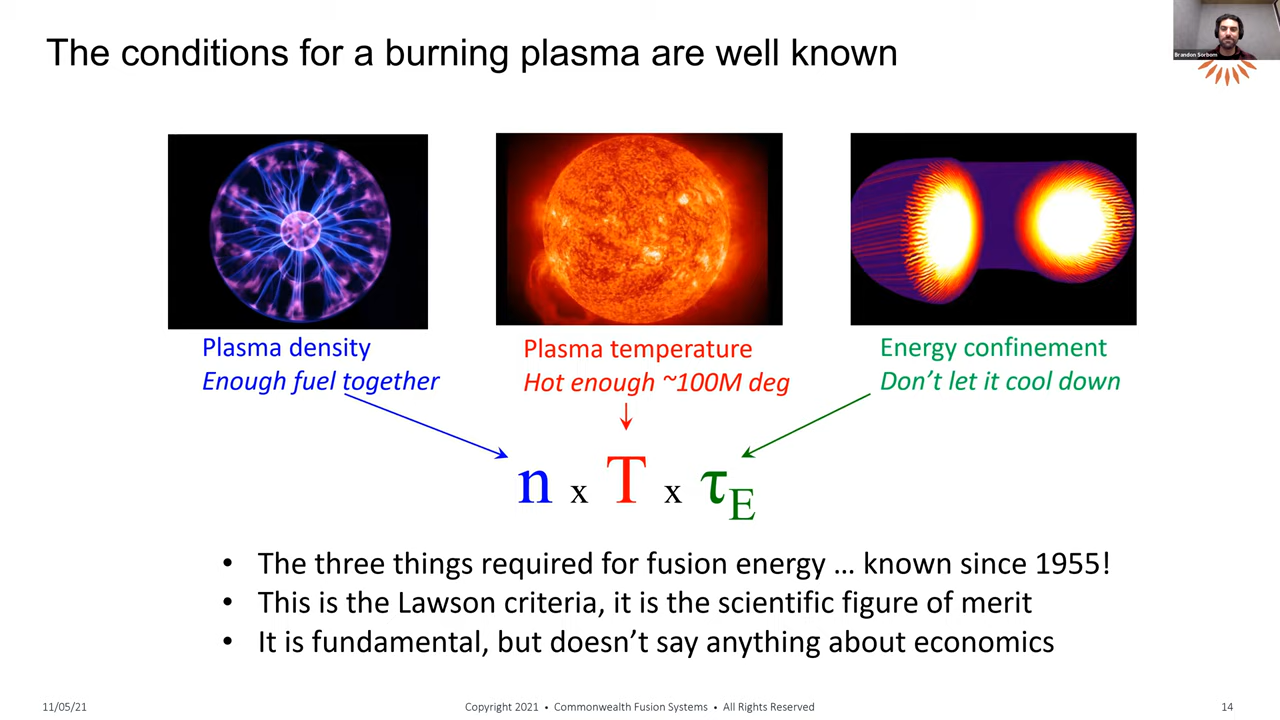 The conditions for a burning plasma are well known
Brandon Sorbom
Plasma density
Enough fuel together
Plasma temperature
Hot enough ~100M deg
Energy confinement
Don't let it cool down
n x T x τE
• The three things required for fusion energy … known since 1955!
• This is the Lawson criteria, it is the scientific figure of merit
• It is fundamental, but doesn't say anything about economics
11/05/21
Copyright 2021 • Commonwealth Fusion Systems • All Rights Reserved
14